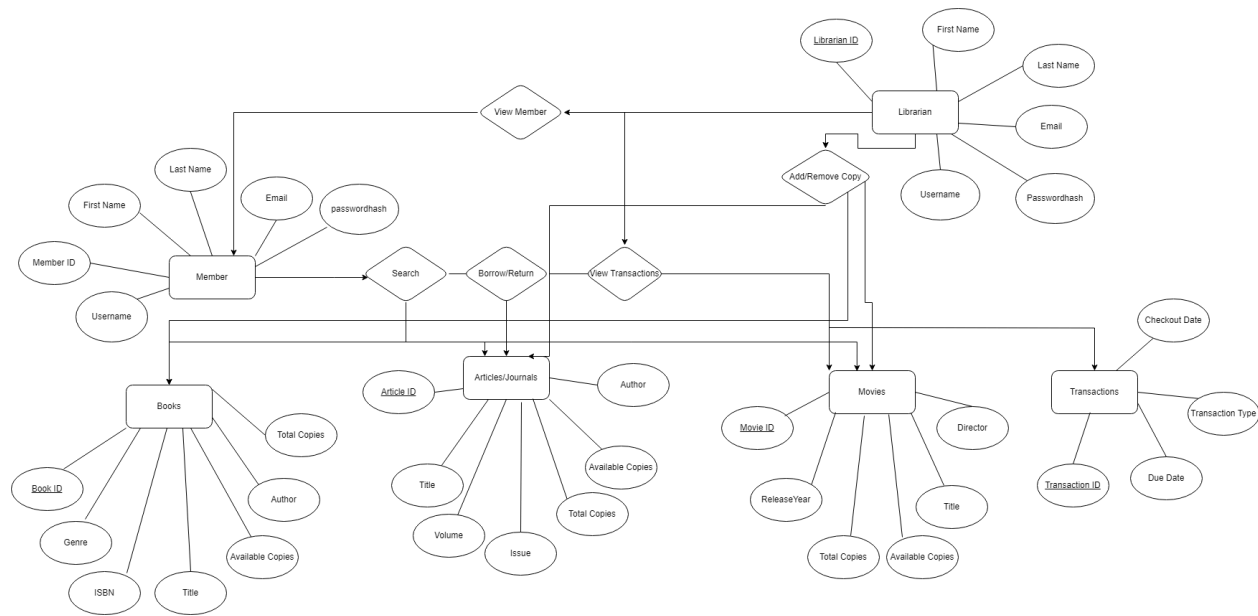 First Name
Librarian ID
Last Name
View Member
Librarian
Email
Add/Remove Copy
Username
Passwordhash
Last Name
First Name
Email
passwordhash
Member ID
Member
Username
Search
Borrow/Return
View Transactions
Checkout Date
Articles/Journals
Article ID
Author
Books
Movies
Transactions
Transaction Type
Total Copies
Movie ID
Director
Available Copies
Title
Book ID
Author
Transaction ID
Due Date
ReleaseYear
Title
Total Copies
Genre
Volume
Issue
Available Copies
Total Copies
Available Copies
ISBN
Title